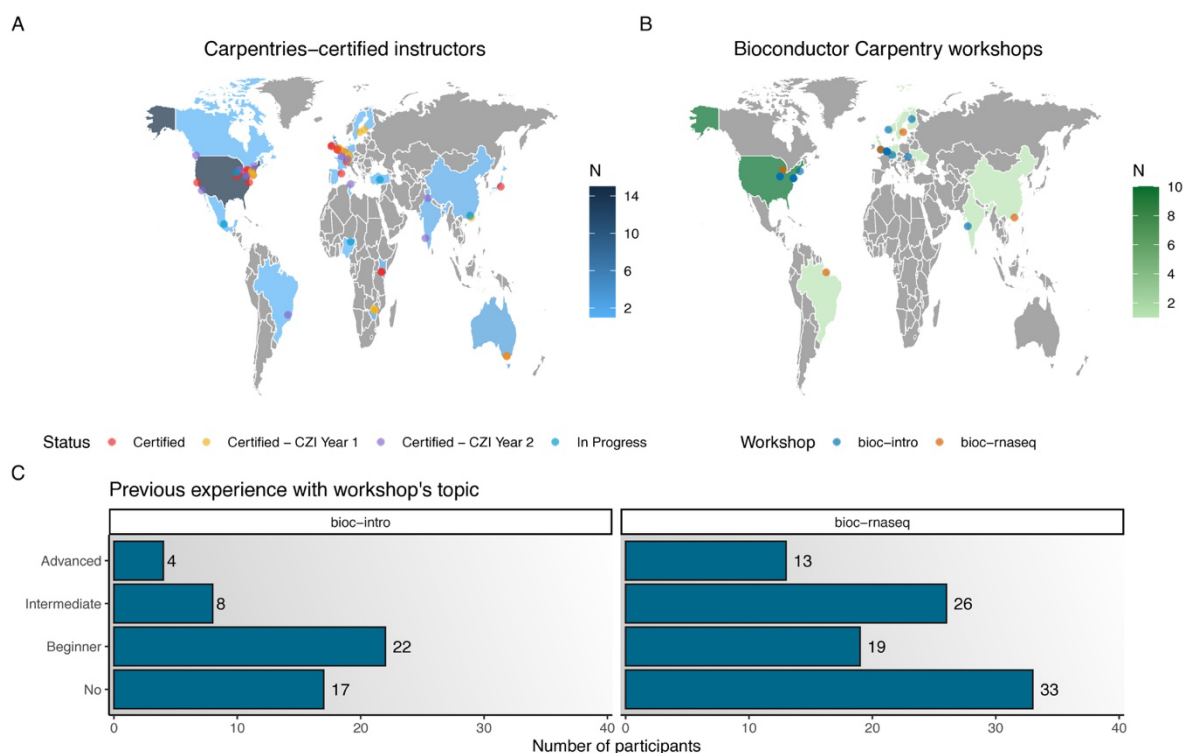 A
B
Carpentries−certified instructors
Bioconductor Carpentry workshops
N
14
10
6
2
N
10
8
6
4
2
Status Certified Certified − CZI Year 1 Certified − CZI Year 2 In Progress
Workshop bioc−intro bioc−rnaseq
C
Previous experience with workshop's topic
bioc−intro bioc−rnaseq
Advanced 4 13
Intermediate 8 26
Beginner 22 19
No 17 33
0 10 20 30 40 0 10 20 30 40
Number of participants